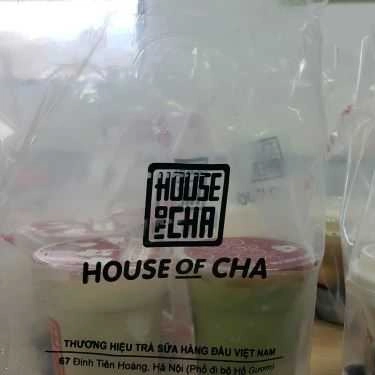 HOUSE
OF CHA
HOUSE OF CHA
THƯƠNG HIỆU TRÀ SỮA HÀNG ĐẦU VIỆT NAM
67 Đinh Tiên Hoàng, Hà Nội (Phố đi bộ Hồ Gươm)